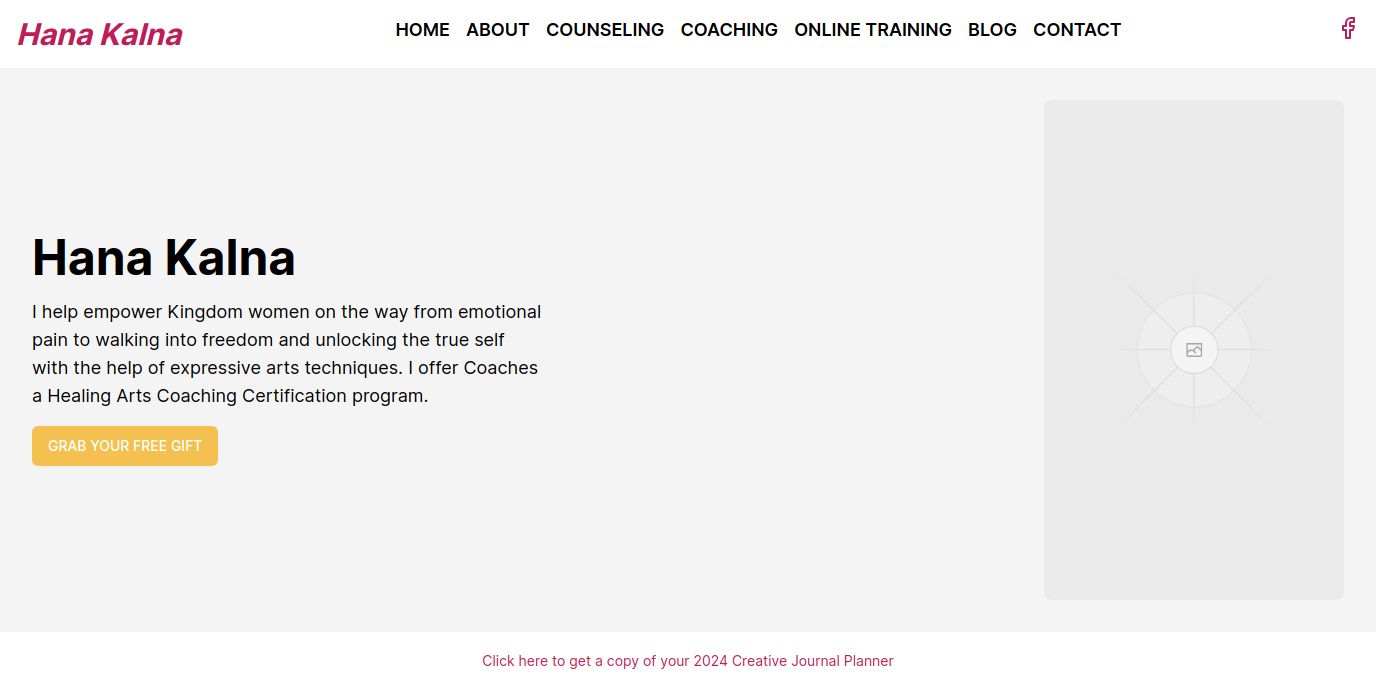 Hana Kalna
HOME ABOUT COUNSELING COACHING ONLINE TRAINING BLOG CONTACT
Hana Kalna
I help empower Kingdom women on the way from emotional
pain to walking into freedom and unlocking the true self
with the help of expressive arts techniques. I offer Coaches
a Healing Arts Coaching Certification program.
GRAB YOUR FREE GIFT
Click here to get a copy of your 2024 Creative Journal Planner